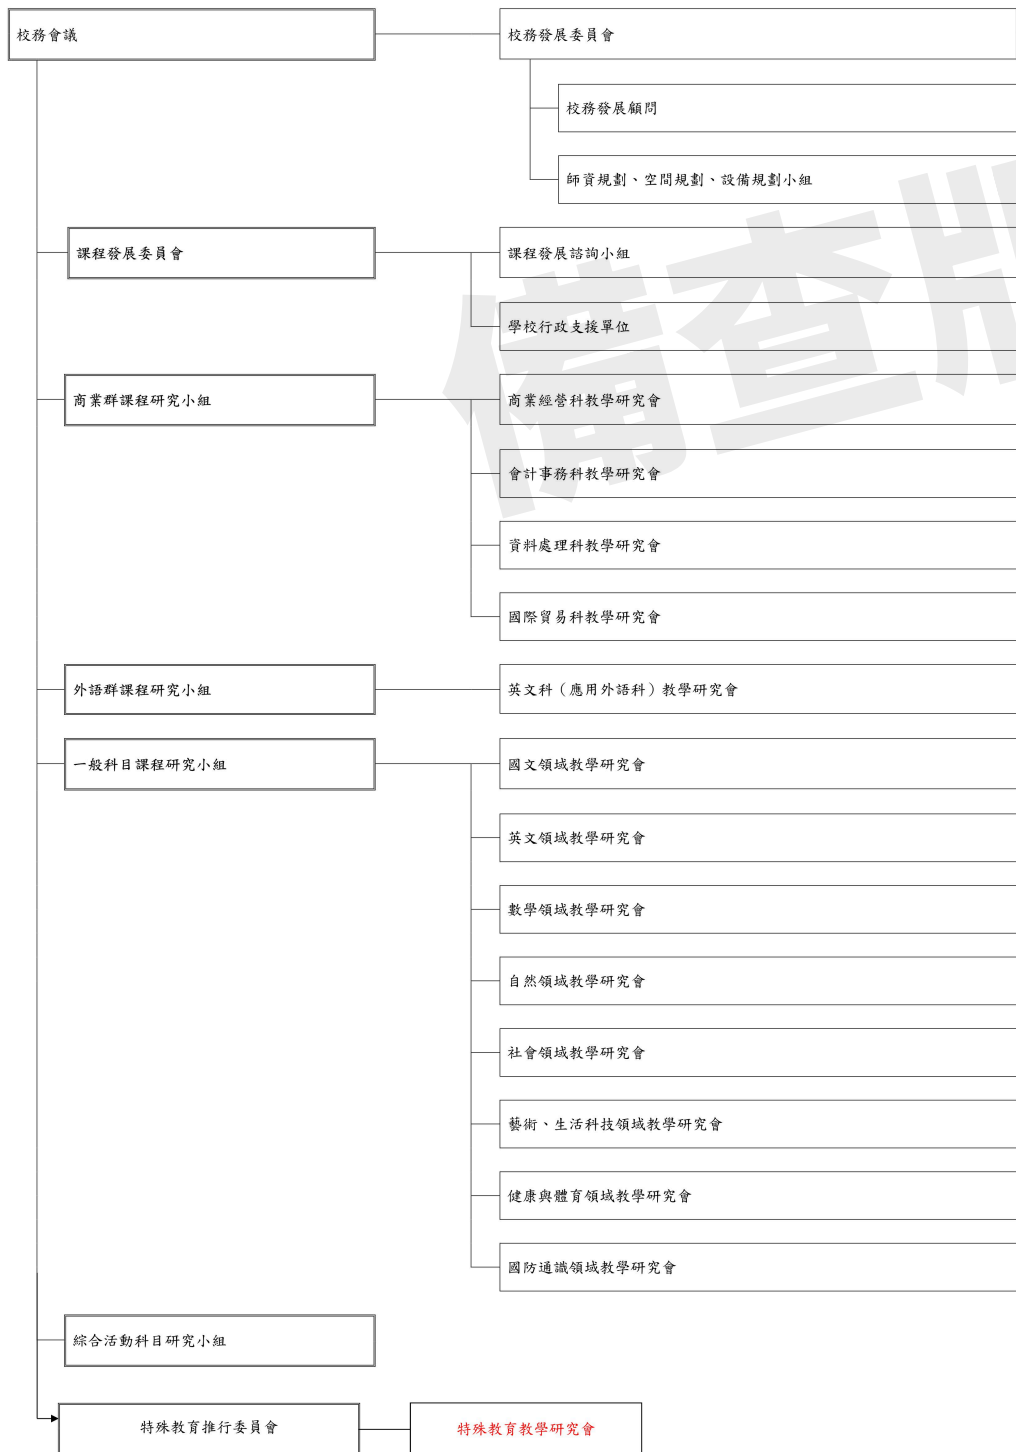 校務會議
校務發展委員會
校務發展顧問
師資規劃、空間規劃、設備規劃小組
課程發展委員會
課程發展諮詢小組
學校行政支援單位
商業群課程研究小組
商業經營科教學研究會
會計事務科教學研究會
資料處理科教學研究會
國際貿易科教學研究會
外語群課程研究小組
英文科（應用外語科）教學研究會
一般科目課程研究小組
國文領域教學研究會
英文領域教學研究會
數學領域教學研究會
自然領域教學研究會
社會領域教學研究會
藝術、生活科技領域教學研究會
健康與體育領域教學研究會
國防通識領域教學研究會
綜合活動科目研究小組
特殊教育推行委員會
特殊教育教學研究會
備查版